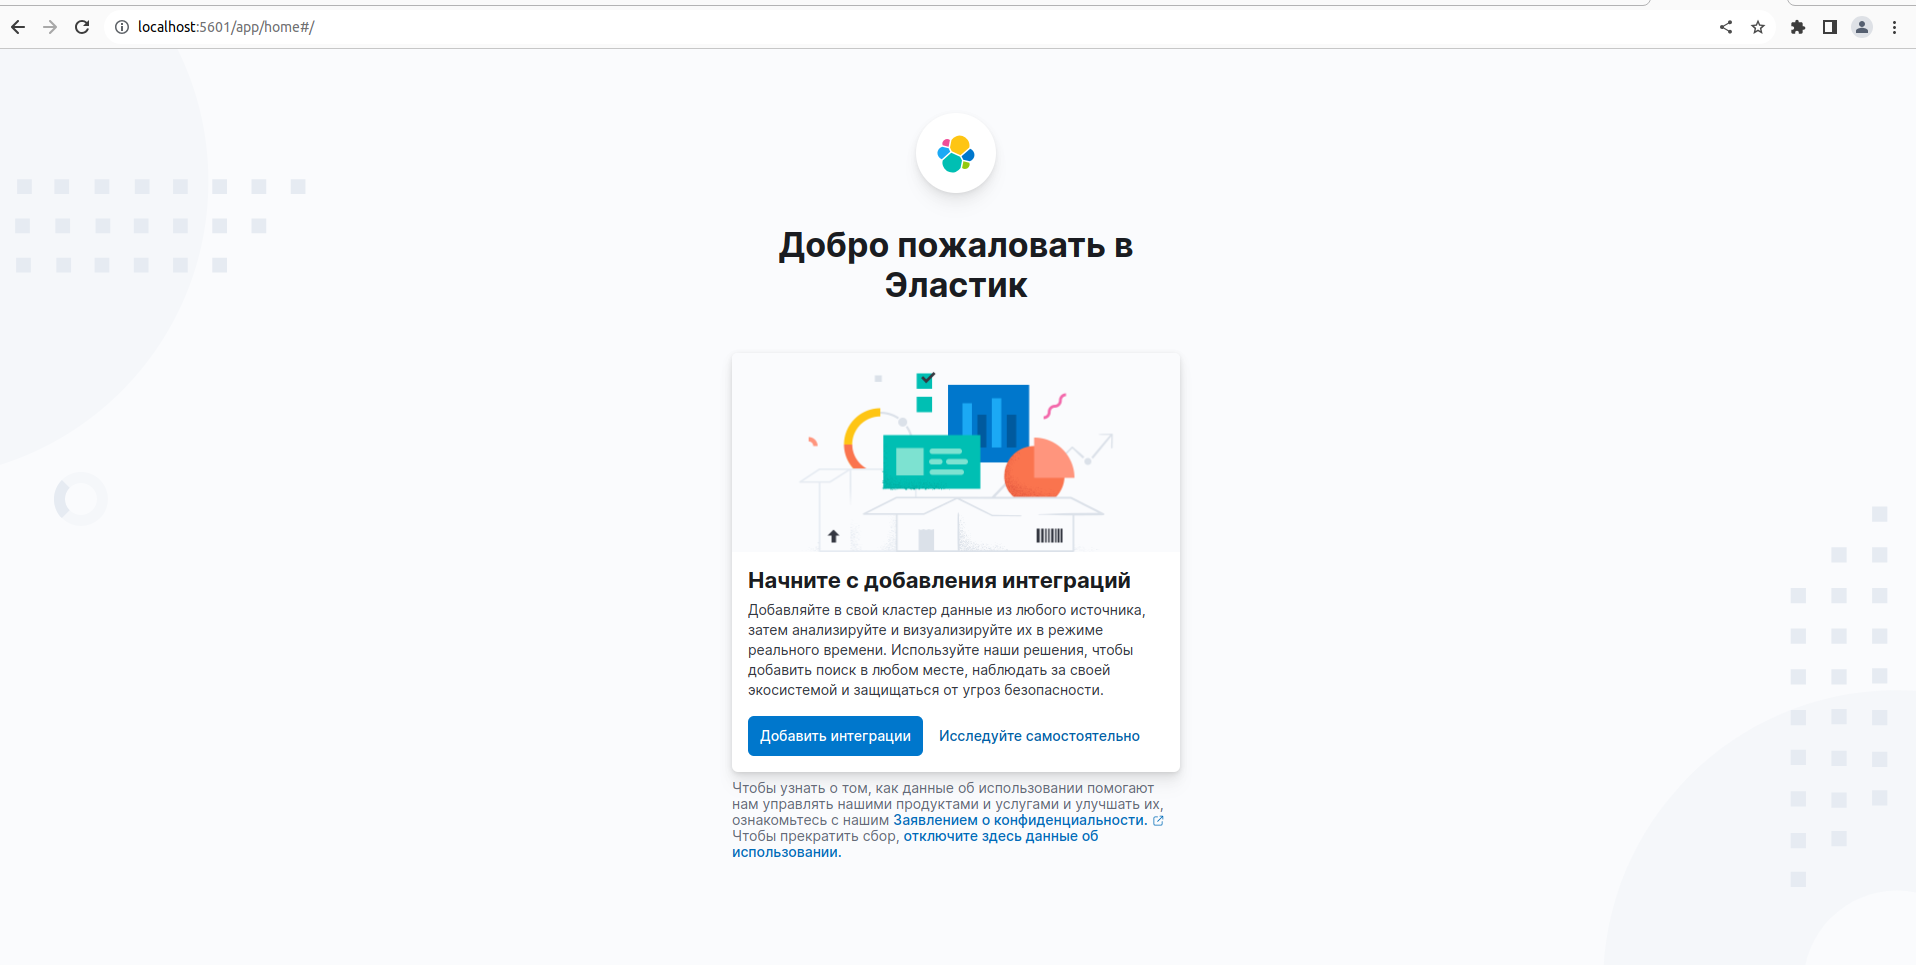 localhost:5601/app/home#/
Добро пожаловать в
Эластик
Начните с добавления интеграций
Добавляйте в свой кластер данные из любого источника,
затем анализируйте и визуализируйте их в режиме
реального времени. Используйте наши решения, чтобы
добавить поиск в любом месте, наблюдать за своей
экосистемой и защищаться от угроз безопасности.
Добавить интеграции Исследуйте самостоятельно
Чтобы узнать о том, как данные об использовании помогают
нам управлять нашими продуктами и услугами и улучшать их,
ознакомьтесь с нашим Заявлением о конфиденциальности.
Чтобы прекратить сбор, отключите здесь данные об
использовании.